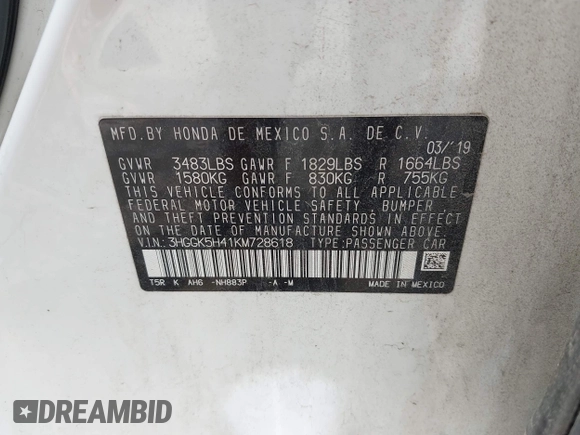 MFD.BY HONDA DE MEXICO S.A. DE C.V.
03/'19
GVWR 3483LBS GAWR F 1829LBS R 1664LBS
GVWR 1580KG GAWR F 830KG R 755KG
THIS VEHICLE CONFORMS TO ALL APPLICABLE
FEDERAL MOTOR VEHICLE SAFETY, BUMPER
AND THEFT PREVENTION STANDARDS IN EFFECT
ON THE DATE OF MANUFACTURE SHOWN ABOVE.
V.I.N.: 3HGGK5H41KM728618 TYPE:PASSENGER CAR
T5R K AH6 -NH883P -A -M MADE IN MEXICO
DREAMBID